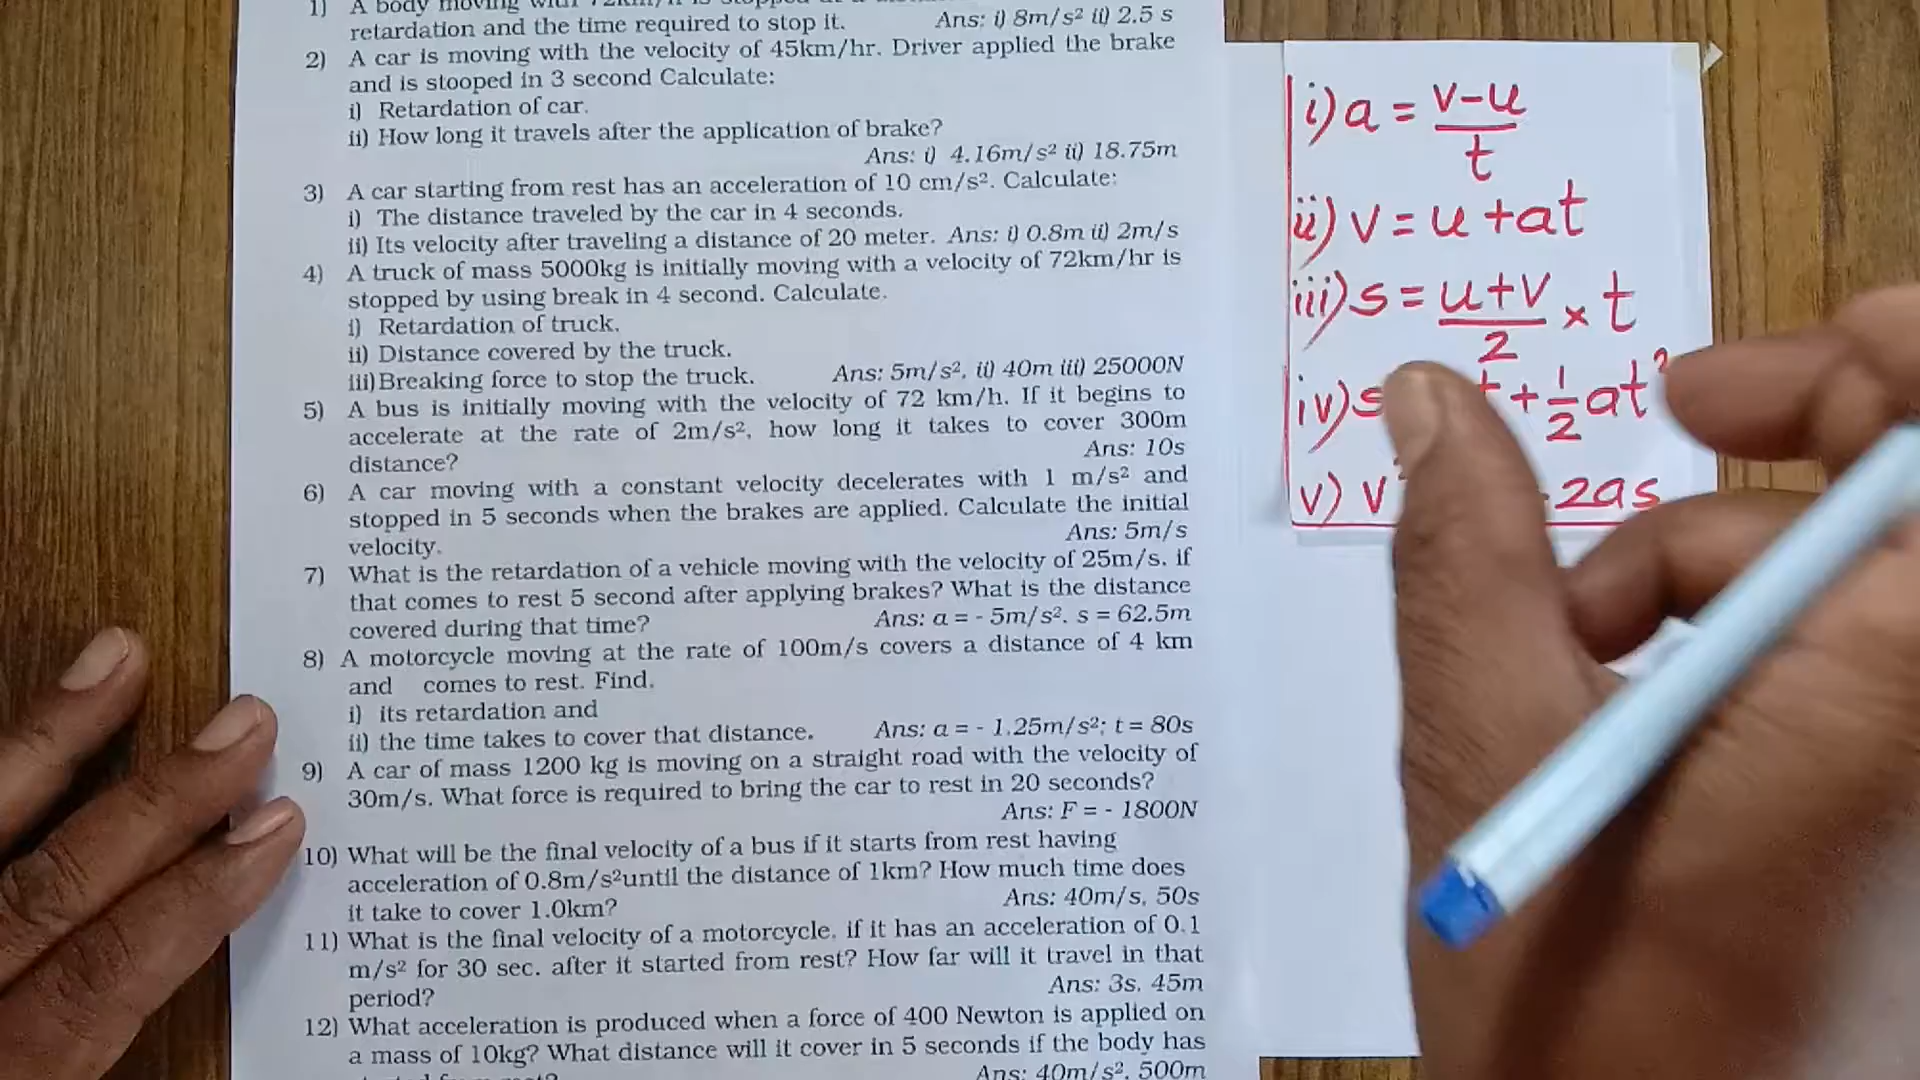 1) A body moving with 72km/h is stopped at a
retardation and the time required to stop it. Ans: i) 8m/s² ii) 2.5 s
2) A car is moving with the velocity of 45km/hr. Driver applied the brake
and is stooped in 3 second Calculate:
i) Retardation of car.
ii) How long it travels after the application of brake?
Ans: i) 4.16m/s² ii) 18.75m
3) A car starting from rest has an acceleration of 10 cm/s². Calculate:
i) The distance traveled by the car in 4 seconds.
ii) Its velocity after traveling a distance of 20 meter. Ans: i) 0.8m ii) 2m/s
4) A truck of mass 5000kg is initially moving with a velocity of 72km/hr is
stopped by using break in 4 second. Calculate.
i) Retardation of truck.
ii) Distance covered by the truck.
iii) Breaking force to stop the truck. Ans: 5m/s², ii) 40m iii) 25000N
5) A bus is initially moving with the velocity of 72 km/h. If it begins to
accelerate at the rate of 2m/s², how long it takes to cover 300m
distance? Ans: 10s
6) A car moving with a constant velocity decelerates with 1 m/s² and
stopped in 5 seconds when the brakes are applied. Calculate the initial
velocity. Ans: 5m/s
7) What is the retardation of a vehicle moving with the velocity of 25m/s. if
that comes to rest 5 second after applying brakes? What is the distance
covered during that time? Ans: a = - 5m/s². s = 62.5m
8) A motorcycle moving at the rate of 100m/s covers a distance of 4 km
and comes to rest. Find.
i) its retardation and
ii) the time takes to cover that distance. Ans: a = - 1.25m/s²; t = 80s
9) A car of mass 1200 kg is moving on a straight road with the velocity of
30m/s. What force is required to bring the car to rest in 20 seconds?
Ans: F = - 1800N
10) What will be the final velocity of a bus if it starts from rest having
acceleration of 0.8m/s²until the distance of 1km? How much time does
it take to cover 1.0km? Ans: 40m/s, 50s
11) What is the final velocity of a motorcycle, if it has an acceleration of 0.1
m/s² for 30 sec. after it started from rest? How far will it travel in that
period? Ans: 3s, 45m
12) What acceleration is produced when a force of 400 Newton is applied on
a mass of 10kg? What distance will it cover in 5 seconds if the body has
Ans: 40m/s², 500m
i) a = v-u / t
ii) v = u + at
iii) s = u+v / 2 × t
iv) s + 1/2 at²
v) v² 2as